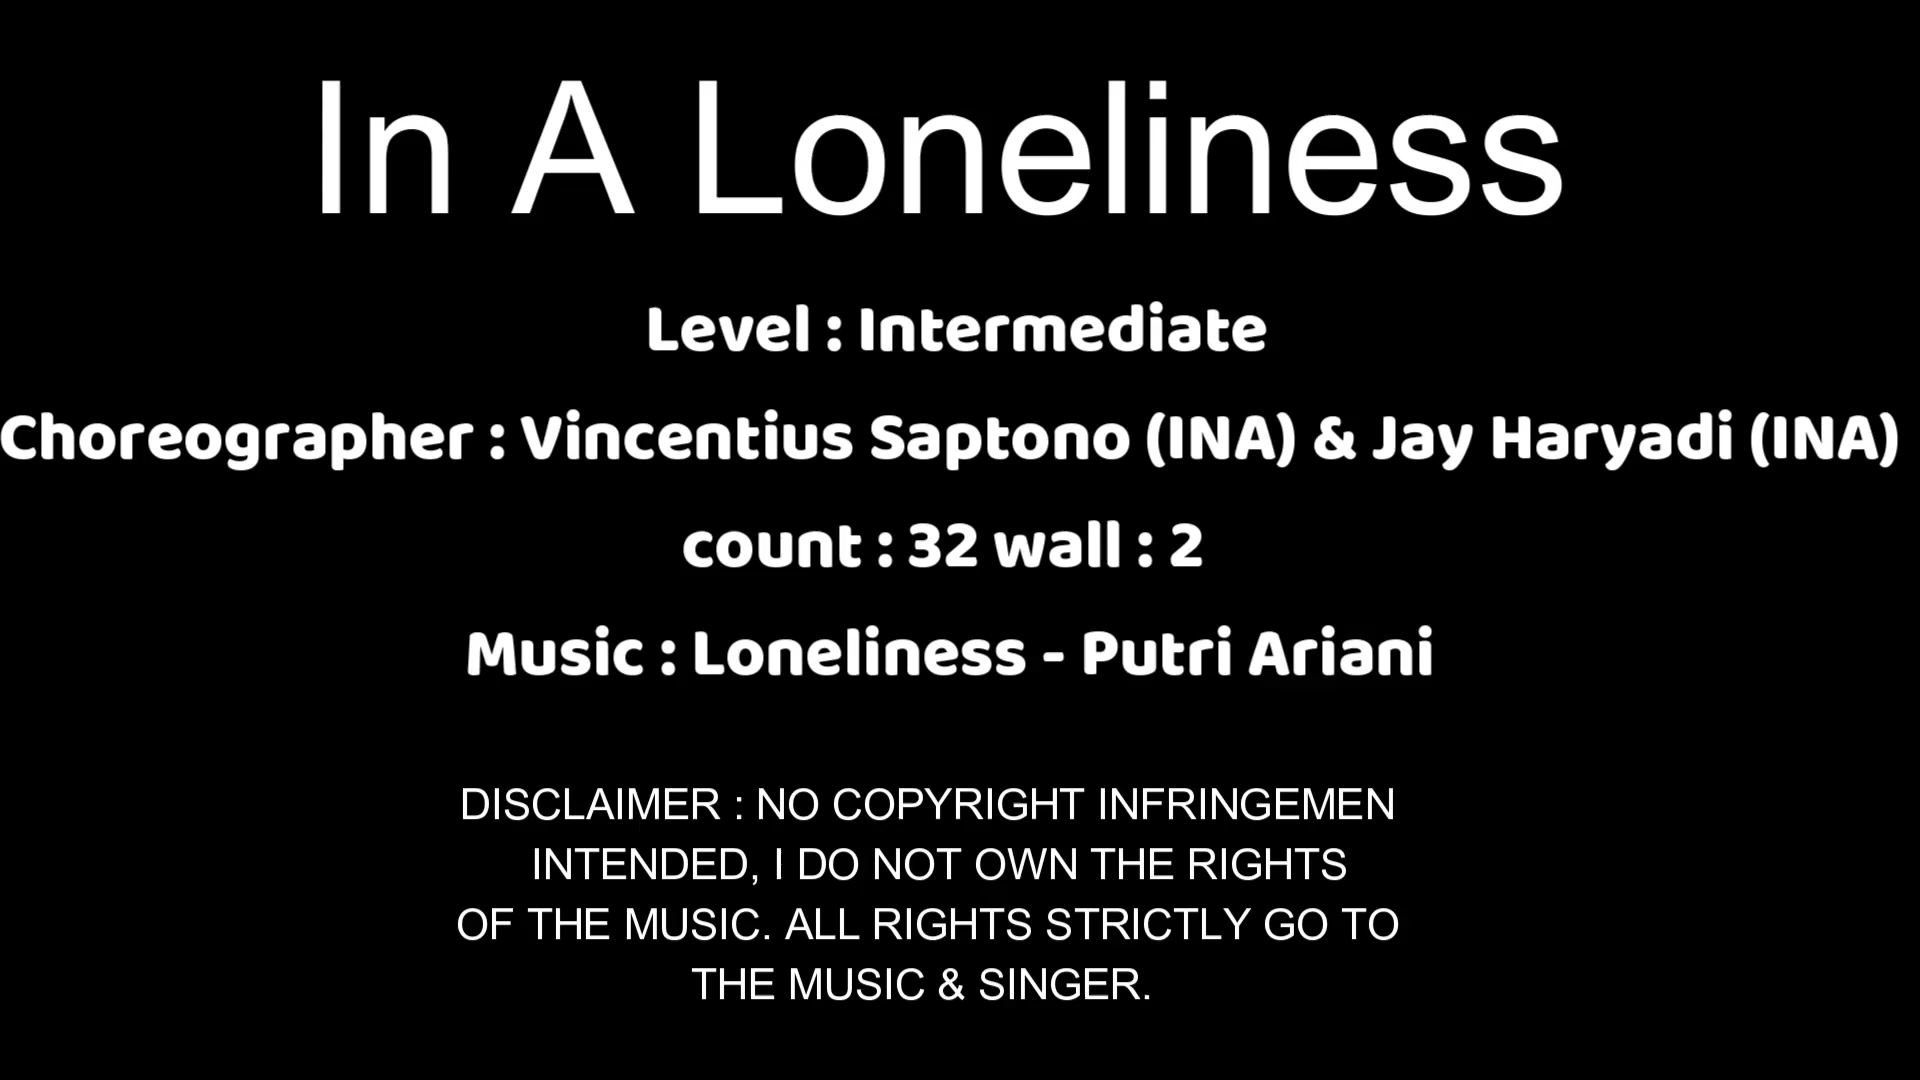 In A Loneliness
Level : Intermediate
Choreographer : Vincentius Saptono (INA) & Jay Haryadi (INA)
count : 32 wall : 2
Music : Loneliness - Putri Ariani
DISCLAIMER : NO COPYRIGHT INFRINGEMEN
INTENDED, I DO NOT OWN THE RIGHTS
OF THE MUSIC. ALL RIGHTS STRICTLY GO TO
THE MUSIC & SINGER.